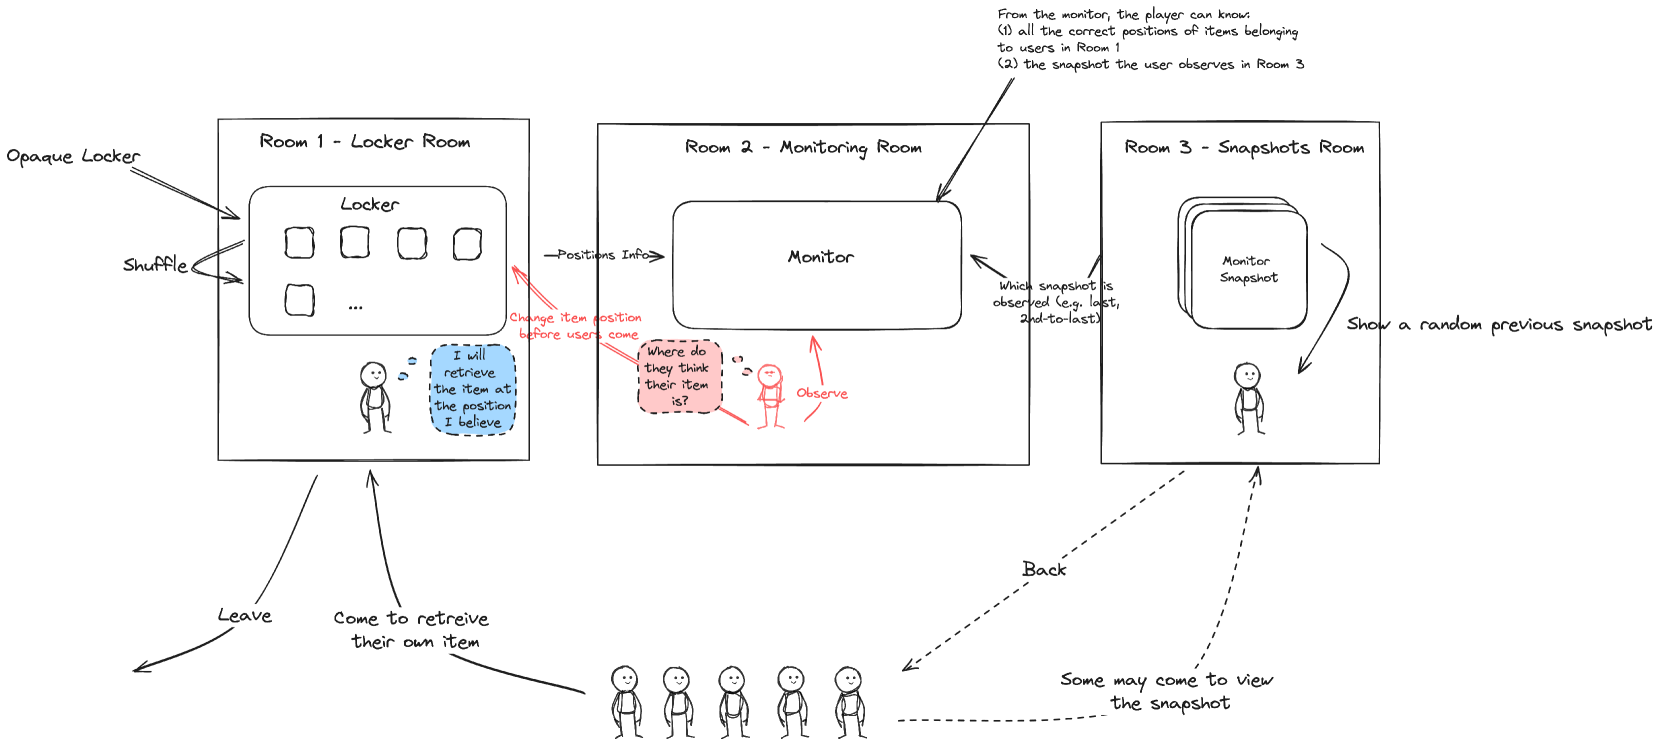 From the monitor, the player can know:
(1) all the correct positions of items belonging
to users in Room 1
(2) the snapshot the user observes in Room 3
Room 1 - Locker Room
Room 2 - Monitoring Room
Room 3 - Snapshots Room
Opaque Locker
Locker
Shuffle
...
Positions Info
Monitor
Monitor
Snapshot
Which snapshot is
observed (e.g. last,
2nd-to-last)
Change item position
before users come
Show a random previous snapshot
I will
retrieve
the item at
the position
I believe
Where do
they think
their item
is?
Observe
Back
Leave
Come to retreive
their own item
Some may come to view
the snapshot